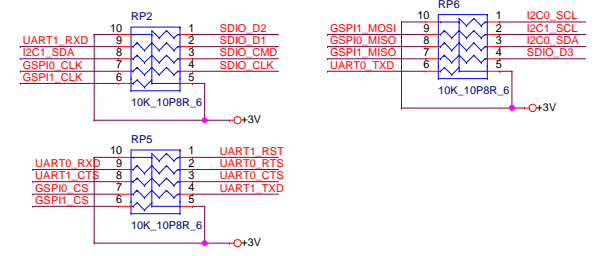 RP2
10 1 SDIO_D2
UART1_RXD 9 2 SDIO_D1
I2C1_SDA 8 3 SDIO_CMD
GSPI0_CLK 7 4 SDIO_CLK
GSPI1_CLK 6 5
10K_10P8R_6
+3V
RP6
10 1 I2C0_SCL
GSPI1_MOSI 9 2 I2C1_SCL
GSPI0_MISO 8 3 I2C0_SDA
GSPI1_MISO 7 4 SDIO_D3
UART0_TXD 6 5
10K_10P8R_6
+3V
RP5
10 1 UART1_RST
UART0_RXD 9 2 UART0_RTS
UART1_CTS 8 3 UART0_CTS
GSPI0_CS 7 4 UART1_TXD
GSPI1_CS 6 5
10K_10P8R_6
+3V